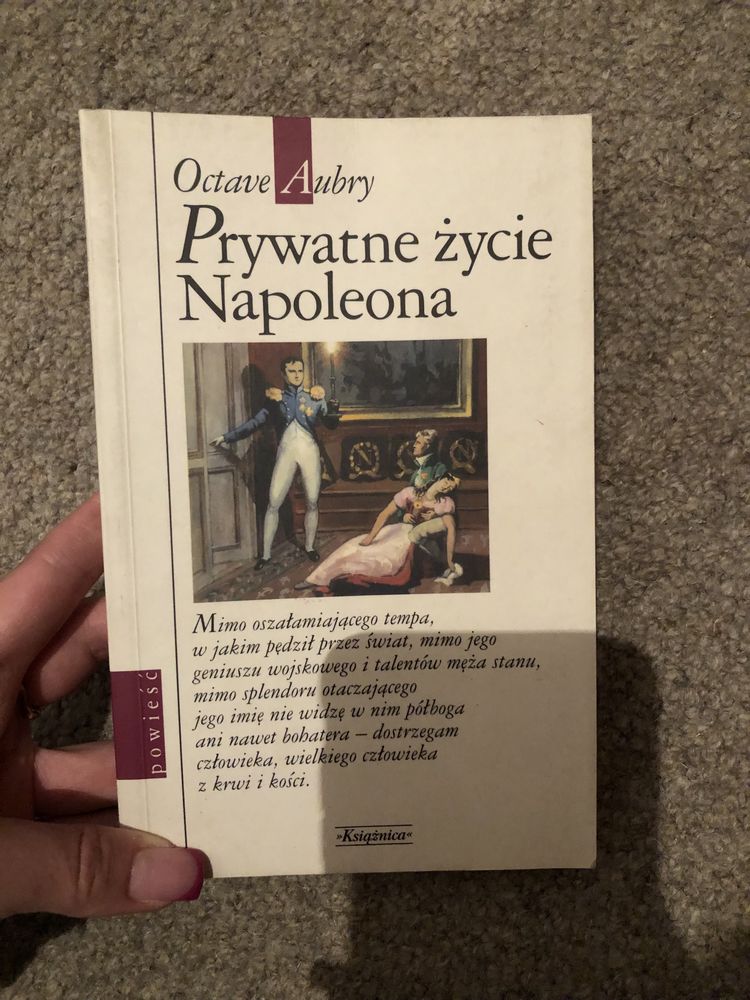 Octave Aubry
Prywatne życie
Napoleona
Mimo oszałamiającego tempa,
w jakim pędził przez świat, mimo jego
geniuszu wojskowego i talentów męża stanu,
mimo splendoru otaczającego
jego imię nie widzę w nim półboga
ani nawet bohatera – dostrzegam
człowieka, wielkiego człowieka
z krwi i kości.
powieść
»Książnica«